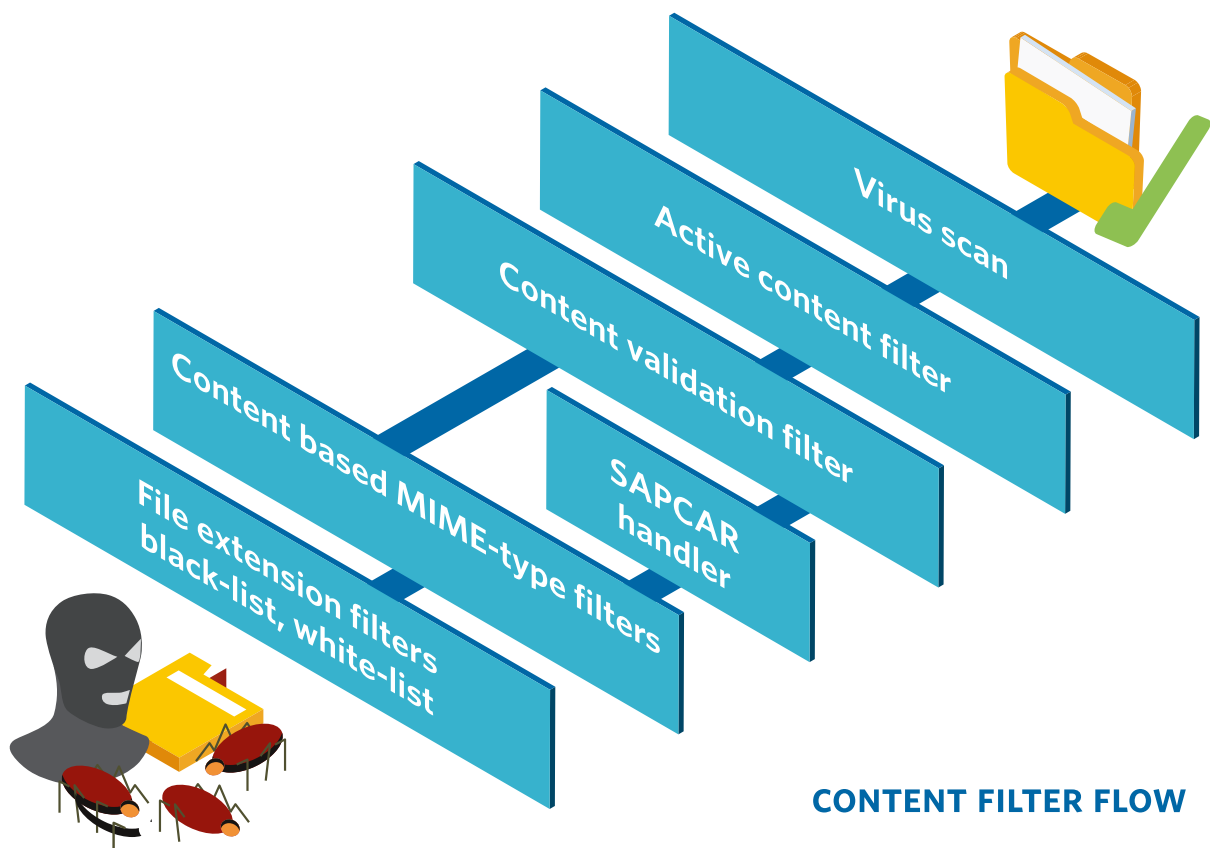 Virus scan
Active content filter
Content validation filter
SAPCAR
handler
Content based MIME-type filters
File extension filters
black-list, white-list
CONTENT FILTER FLOW